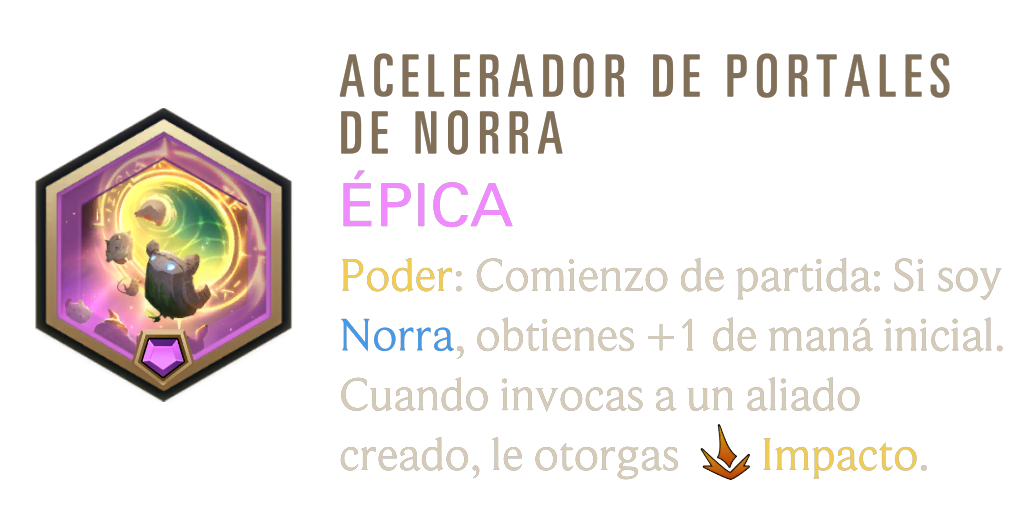 ACELERADOR DE PORTALES
DE NORRA
ÉPICA
Poder: Comienzo de partida: Si soy
Norra, obtienes +1 de maná inicial.
Cuando invocas a un aliado
creado, le otorgas Impacto.